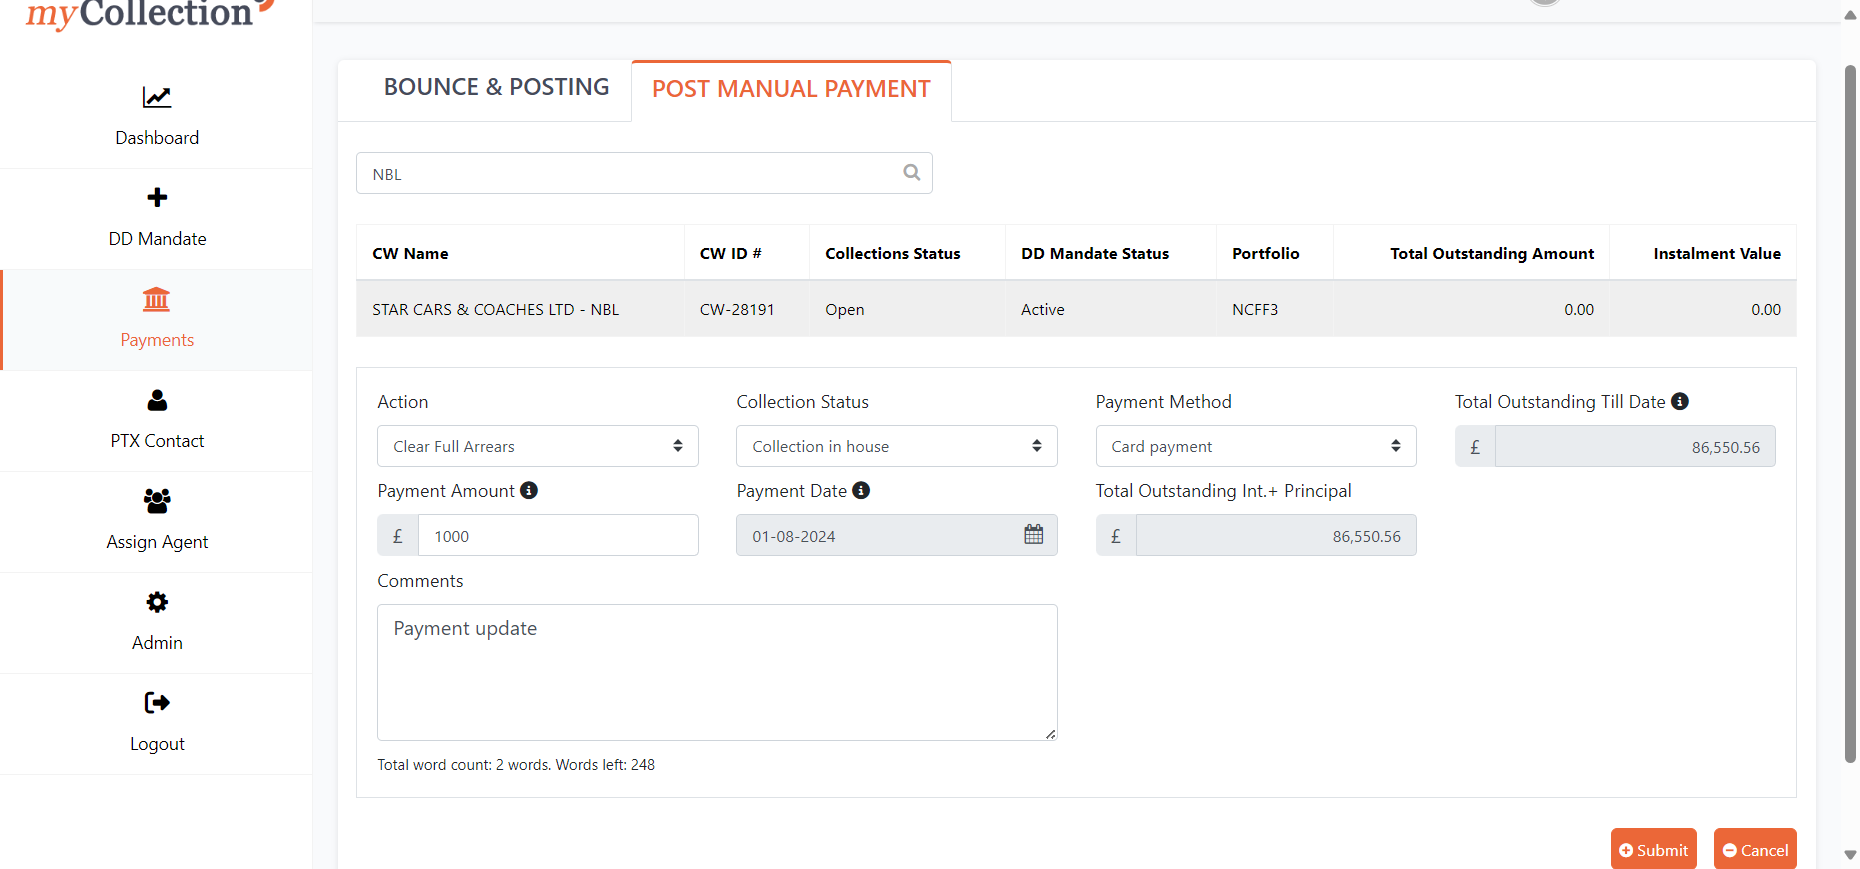 myCollection
Dashboard
DD Mandate
Payments
PTX Contact
Assign Agent
Admin
Logout
BOUNCE & POSTING
POST MANUAL PAYMENT
NBL
CW Name CW ID # Collections Status DD Mandate Status Portfolio Total Outstanding Amount Instalment Value
STAR CARS & COACHES LTD - NBL CW-28191 Open Active NCFF3 0.00 0.00
Action Collection Status Payment Method Total Outstanding Till Date
Clear Full Arrears Collection in house Card payment £ 86,550.56
Payment Amount Payment Date Total Outstanding Int.+ Principal
£ 1000 01-08-2024 £ 86,550.56
Comments
Payment update
Total word count: 2 words. Words left: 248
Submit Cancel